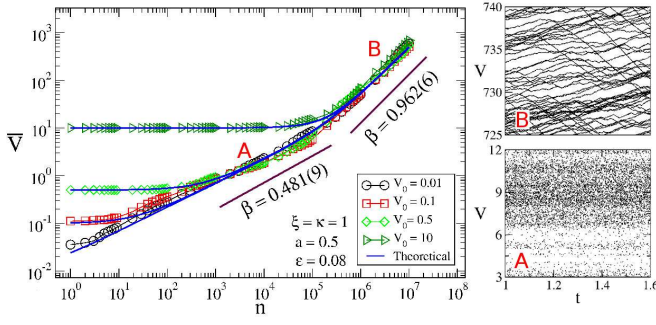 10³
10²
10¹
10⁰
10⁻¹
10⁻²
V̅
A
B
β = 0.481(9)
β = 0.962(6)
ξ = κ = 1
a = 0.5
ε = 0.08
V₀ = 0.01
V₀ = 0.1
V₀ = 0.5
V₀ = 10
Theoretical
10⁰ 10¹ 10² 10³ 10⁴ 10⁵ 10⁶ 10⁷ 10⁸
n
740
735
V
730
725
B
12
9
V
6
3
A
1 1.2 1.4 1.6
t